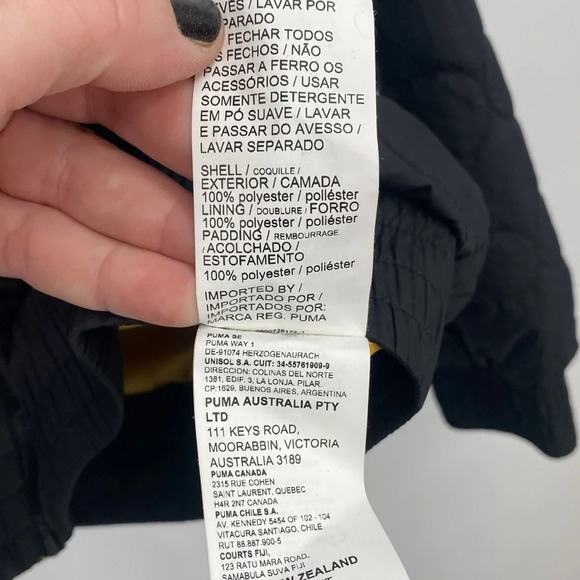 LAVAR POR
FECHAR TODOS
FECHOS / NÃO
PASSAR A FERRO OS
ACESSÓRIOS / USAR
SOMENTE DETERGENTE
EM PÓ SUAVE / LAVAR
E PASSAR DO AVESSO /
LAVAR SEPARADO
SHELL / COQUILLE /
EXTERIOR / CAMADA
100% polyester / poliéster
LINING / DOUBLURE / FORRO
100% polyester / poliéster
PADDING / REMBOURRAGE
/ ACOLCHADO /
ESTOFAMENTO
100% polyester / poliéster
IMPORTED BY /
IMPORTADO POR /
IMPORTADOS POR:
MARCA REG. PUMA
PUMA SE
PUMA WAY 1
DE-91074 HERZOGENAURACH
UNISOL S.A. CUIT: 34-55761909-9
DIRECCION: COLINAS DEL NORTE
1381, EDIF. 3, LA LONJA, PILAR.
CP.1629, BUENOS AIRES, ARGENTINA
PUMA AUSTRALIA PTY
LTD
111 KEYS ROAD,
MOORABBIN, VICTORIA
AUSTRALIA 3189
PUMA CANADA
2315 RUE COHEN
SAINT LAURENT, QUEBEC
H4R 2N7 CANADA
PUMA CHILE S.A.
AV. KENNEDY 5454 OF 102 - 104
VITACURA SANTIAGO. CHILE
RUT 86.887.900-5
COURTS FIJI,
123 RATU MARA ROAD,
SAMABULA SUVA FIJI
ZEALAND